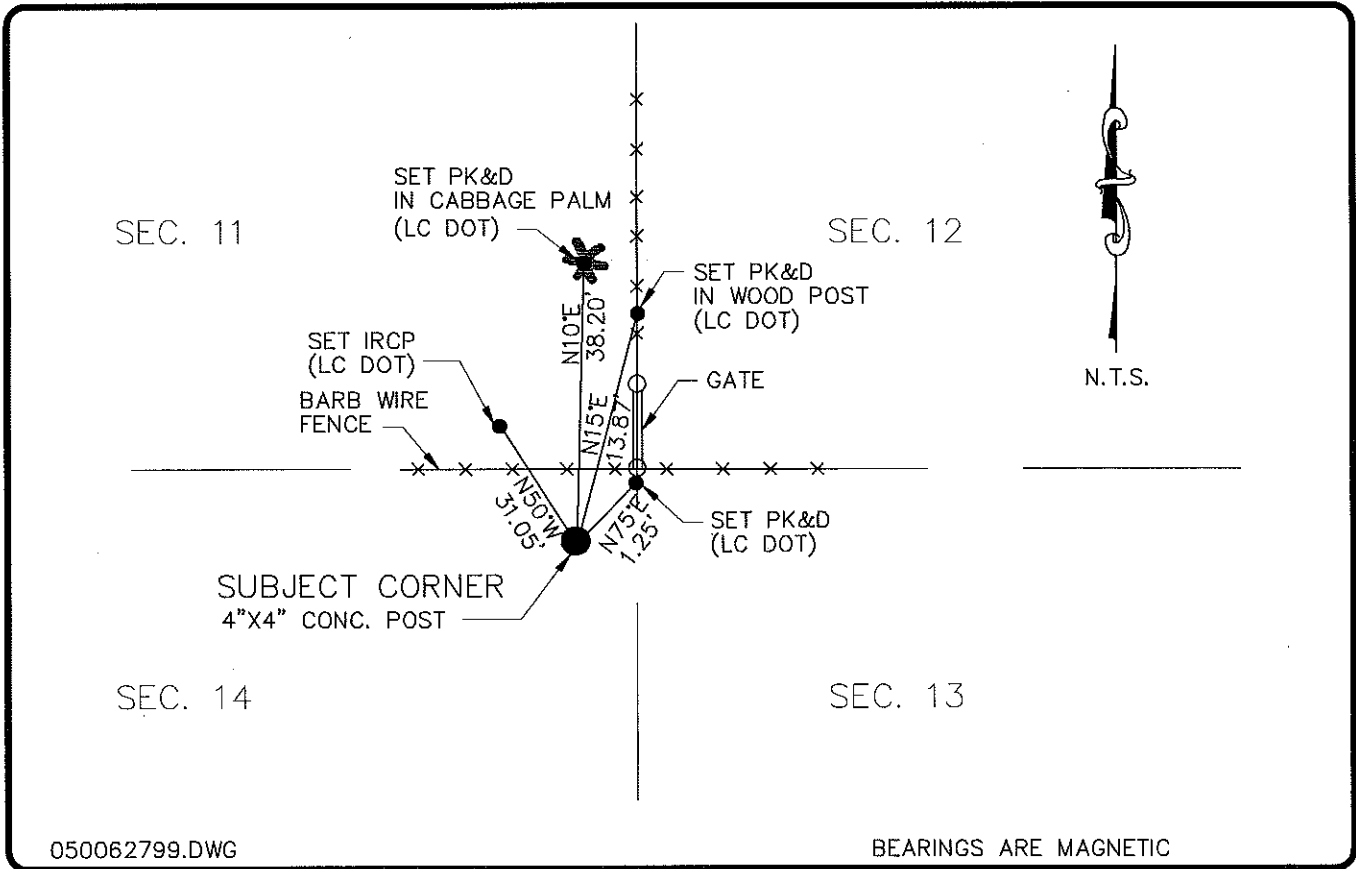 SET PK&D
IN CABBAGE PALM
(LC DOT)
SEC. 11
SEC. 12
SET PK&D
IN WOOD POST
(LC DOT)
N10°E
38.20'
SET IRCP
(LC DOT)
GATE
N.T.S.
BARB WIRE
FENCE
N15°E
13.87'
N50°W
31.05'
N75°E
1.25'
SET PK&D
(LC DOT)
SUBJECT CORNER
4"X4" CONC. POST
SEC. 14
SEC. 13
050062799.DWG
BEARINGS ARE MAGNETIC